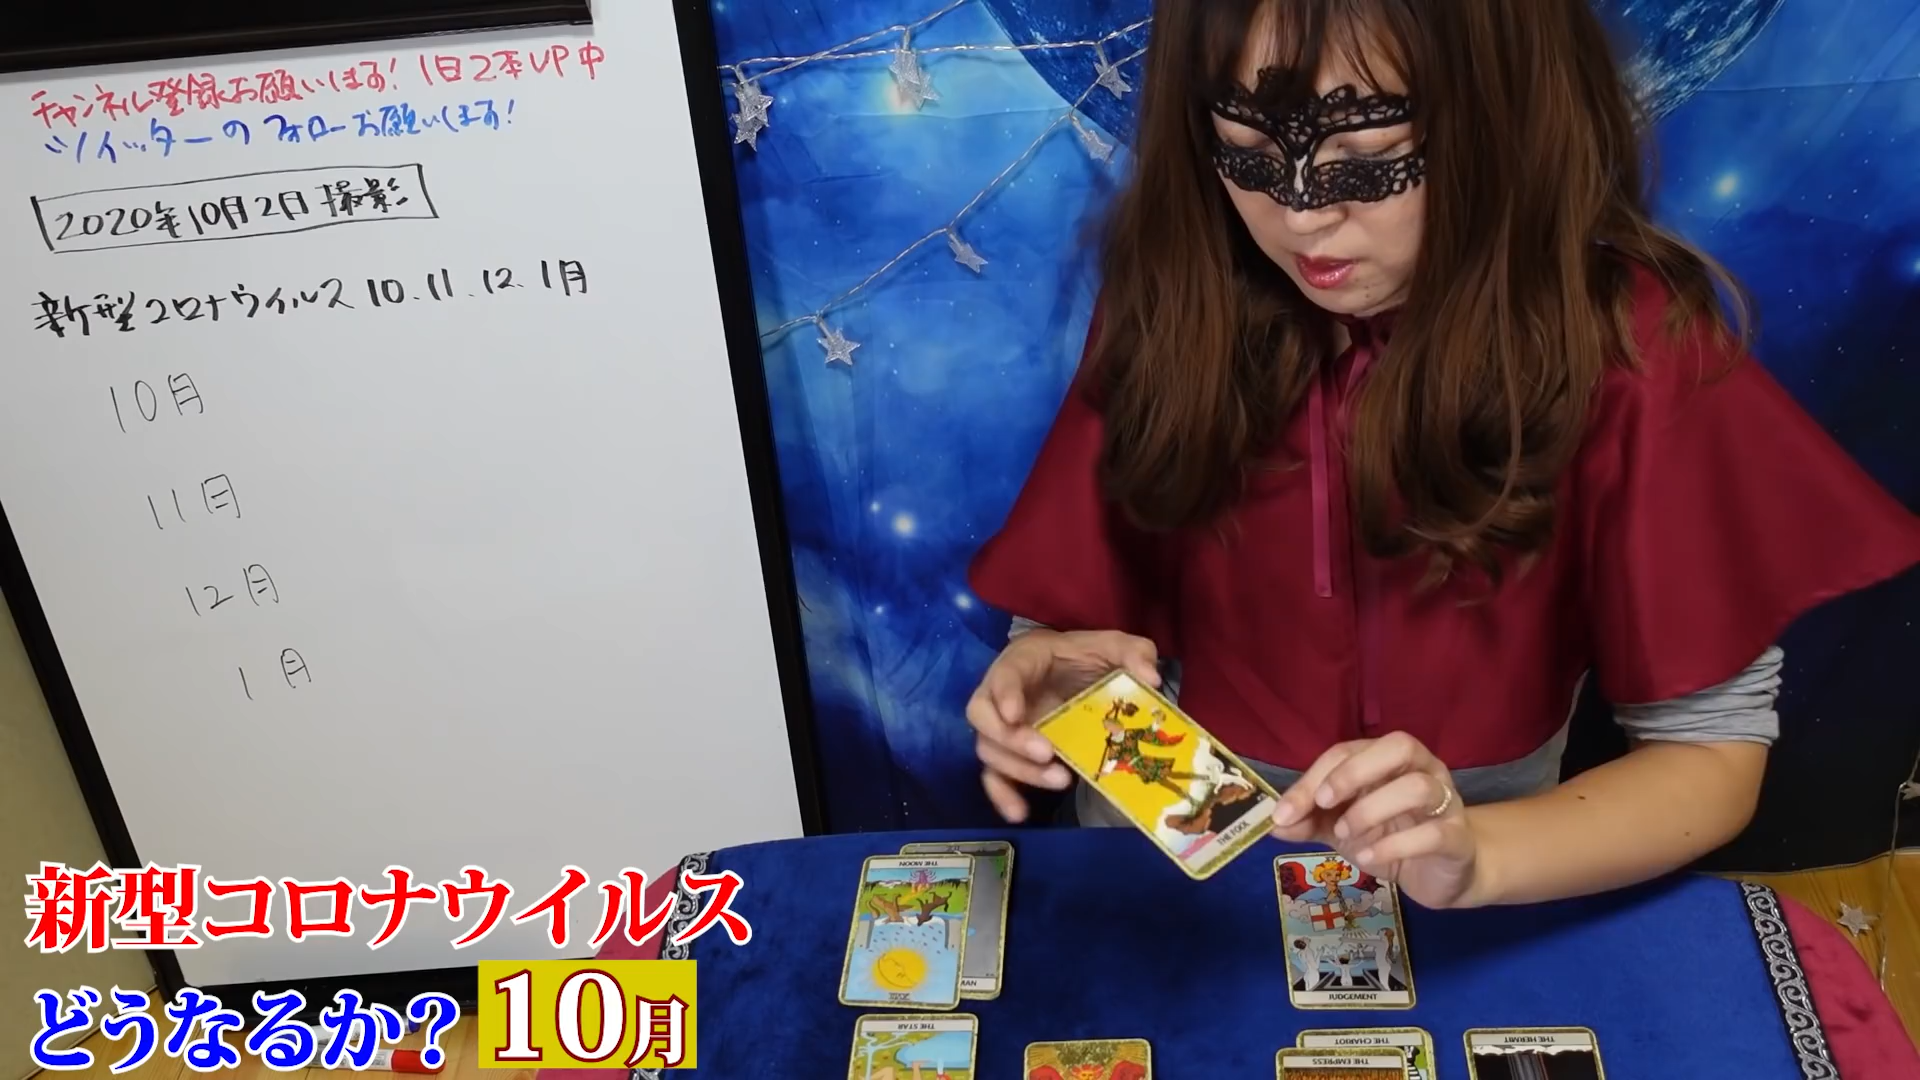 チャンネル登録お願いします! 1日2本UP中
ツイッターのフォローお願いします!
2020年10月2日 撮影
新型コロナウイルス 10.11.12.1月
10月
11月
12月
1月
THE FOOL
THE MOON
XVIII
MAN
THE STAR
XX
JUDGEMENT
THE CHARIOT
THE EMPRESS
THE HERMIT
新型コロナウイルス
どうなるか? 10月